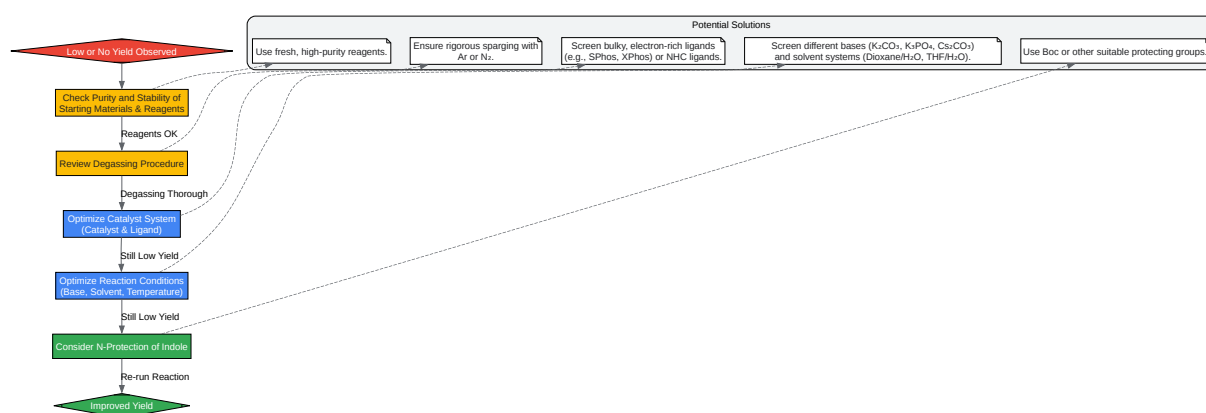 Potential Solutions
Low or No Yield Observed
Use fresh, high-purity reagents.
Ensure rigorous sparging with
Ar or N₂.
Screen bulky, electron-rich ligands
(e.g., SPhos, XPhos) or NHC ligands.
Screen different bases (K₂CO₃, K₃PO₄, Cs₂CO₃)
and solvent systems (Dioxane/H₂O, THF/H₂O).
Use Boc or other suitable protecting groups.
Check Purity and Stability of
Starting Materials & Reagents
Reagents OK
Review Degassing Procedure
Degassing Thorough
Optimize Catalyst System
(Catalyst & Ligand)
Still Low Yield
Optimize Reaction Conditions
(Base, Solvent, Temperature)
Still Low Yield
Consider N-Protection of Indole
Re-run Reaction
Improved Yield